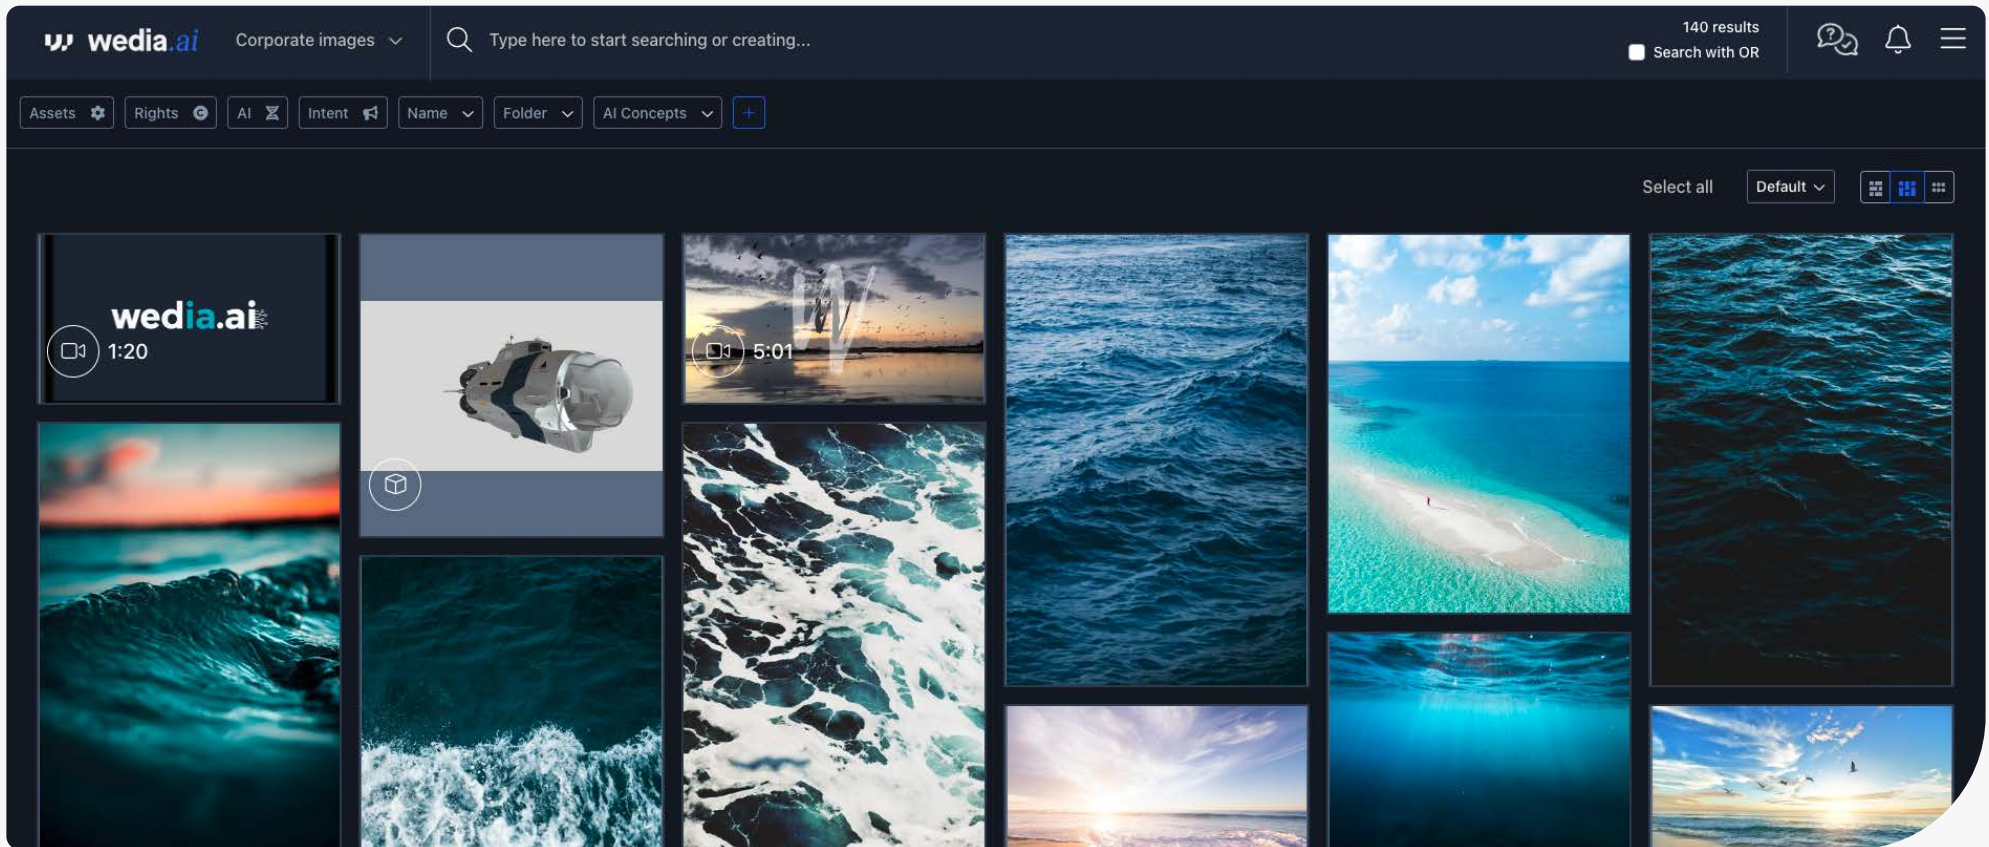 wedia.ai
Corporate images
Type here to start searching or creating...
140 results
Search with OR
Assets
Rights
AI
Intent
Name
Folder
AI Concepts
Select all
Default
wedia.ai
1:20
5:01